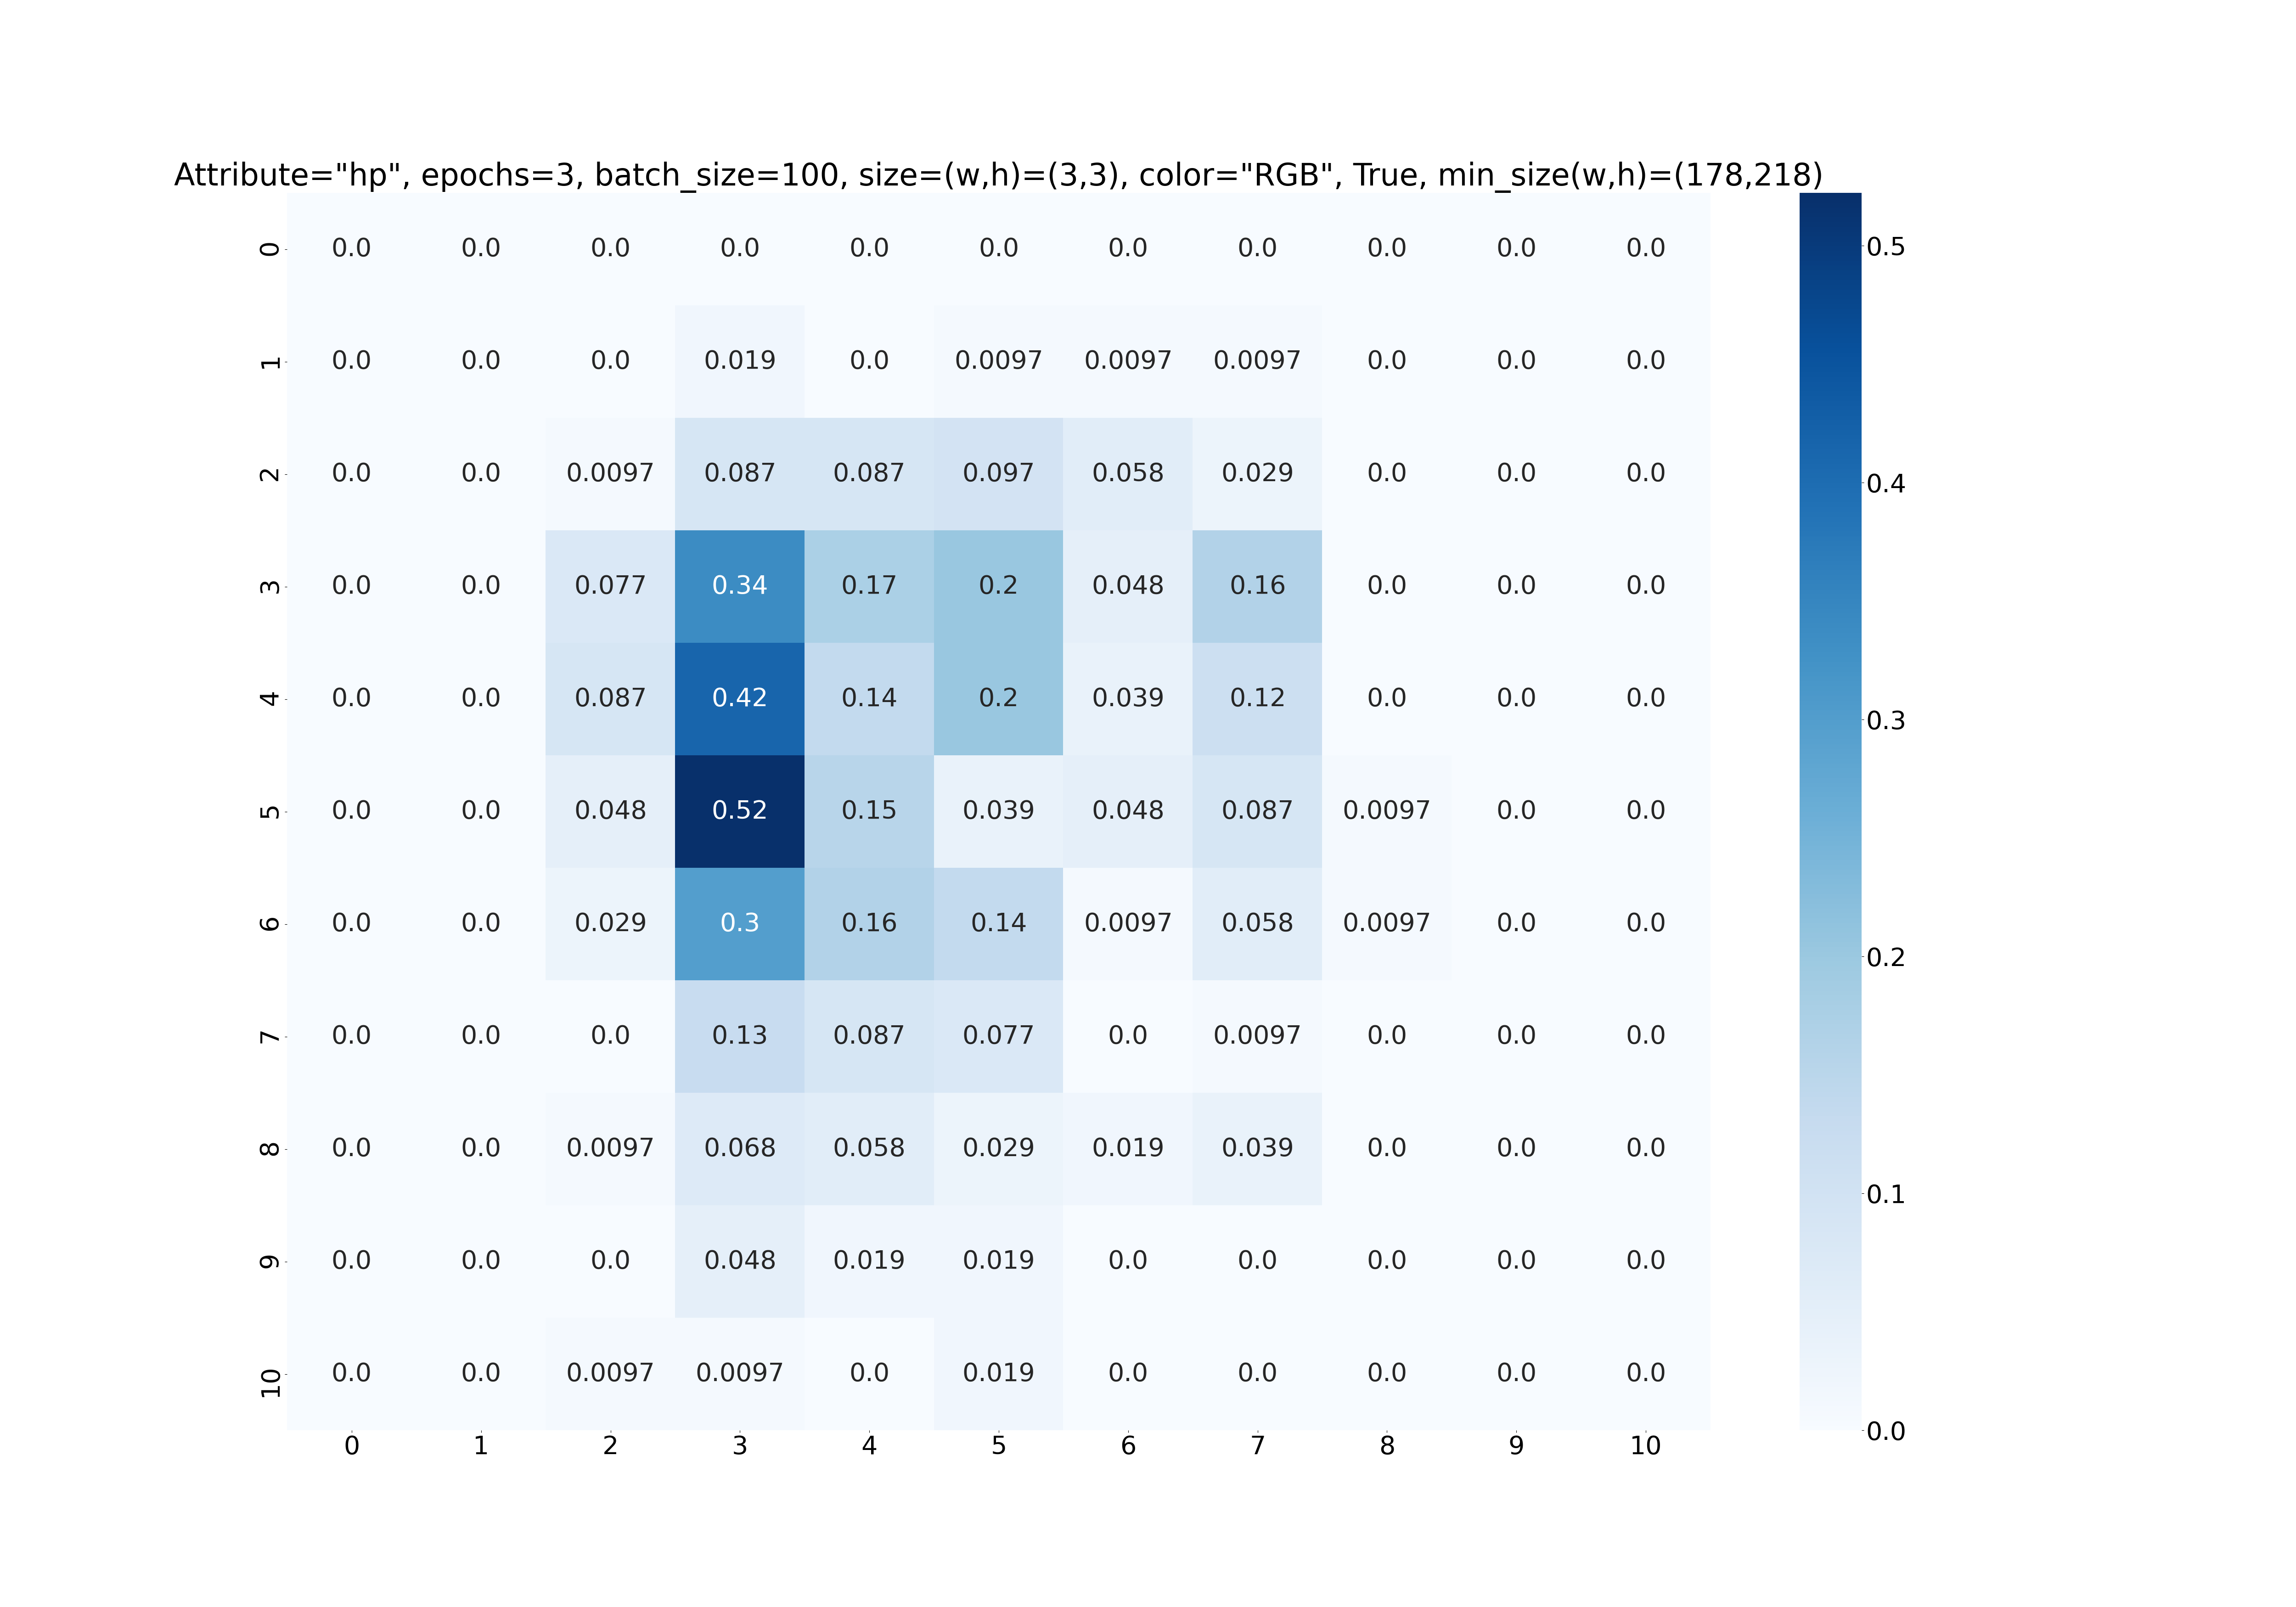 Attribute="hp", epochs=3, batch_size=100, size=(w,h)=(3,3), color="RGB", True, min_size(w,h)=(178,218)
0 0.0 0.0 0.0 0.0 0.0 0.0 0.0 0.0 0.0 0.0 0.0
1 0.0 0.0 0.0 0.019 0.0 0.0097 0.0097 0.0097 0.0 0.0 0.0
2 0.0 0.0 0.0097 0.087 0.087 0.097 0.058 0.029 0.0 0.0 0.0
3 0.0 0.0 0.077 0.34 0.17 0.2 0.048 0.16 0.0 0.0 0.0
4 0.0 0.0 0.087 0.42 0.14 0.2 0.039 0.12 0.0 0.0 0.0
5 0.0 0.0 0.048 0.52 0.15 0.039 0.048 0.087 0.0097 0.0 0.0
6 0.0 0.0 0.029 0.3 0.16 0.14 0.0097 0.058 0.0097 0.0 0.0
7 0.0 0.0 0.0 0.13 0.087 0.077 0.0 0.0097 0.0 0.0 0.0
8 0.0 0.0 0.0097 0.068 0.058 0.029 0.019 0.039 0.0 0.0 0.0
9 0.0 0.0 0.0 0.048 0.019 0.019 0.0 0.0 0.0 0.0 0.0
10 0.0 0.0 0.0097 0.0097 0.0 0.019 0.0 0.0 0.0 0.0 0.0
0 1 2 3 4 5 6 7 8 9 10
0.5
0.4
0.3
0.2
0.1
0.0